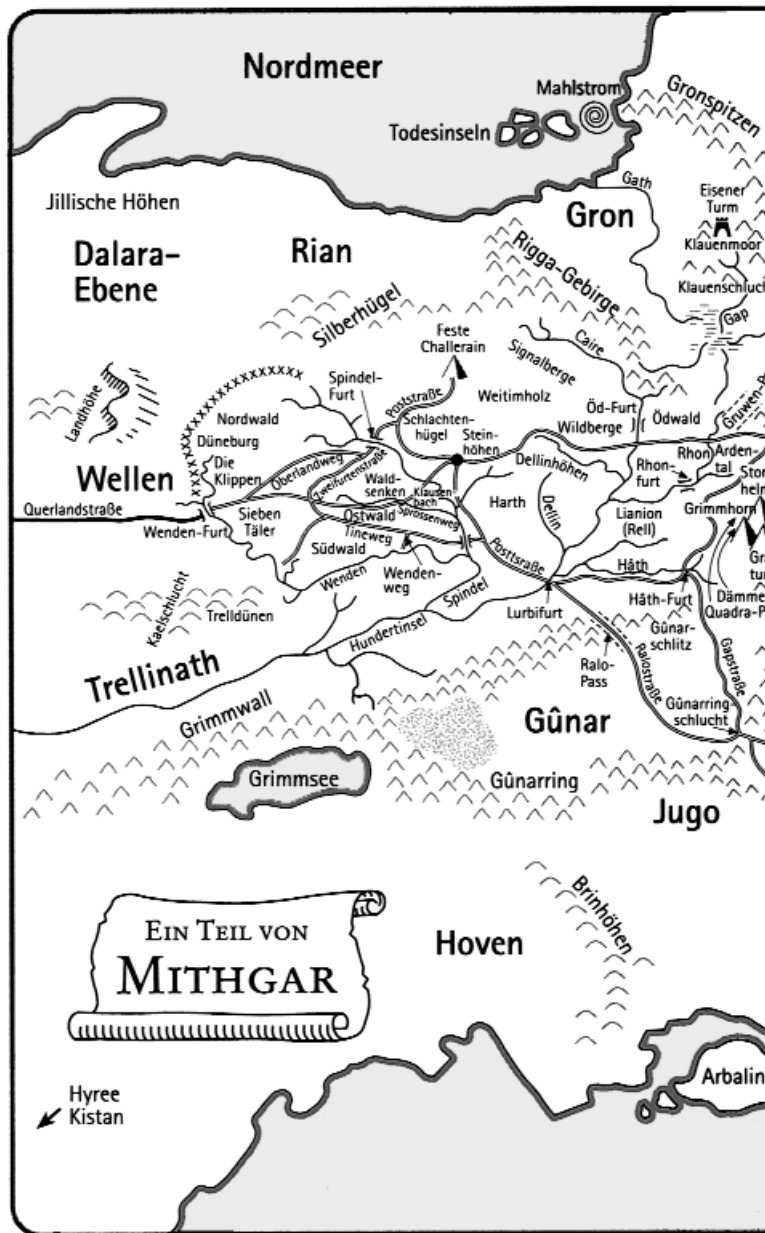 Nordmeer
Mahlstrom
Todesinseln
Gronspitzen
Gath
Eisener
Turm
Klauenmoor
Klauenschlucht
Gap
Jillische Höhen
Dalara-
Ebene
Rian
Gron
Rigga-Gebirge
Silberhügel
Feste
Challerain
Signalberge
Caire
Spindel-
Furt
Poststraße
Weitimholz
Landhöhe
Nordwald
Düneburg
Die
Klippen
Schlachten-
hügel
Stein-
höhen
Öd-Furt
Wildberge
Ödwald
Wellen
Oberlandweg
Zweifurtenstraße
Wald-
senken
Klausen-
bach
Dellinhöhen
Rhon-
furt
Rhon
Arden-
tal
Querlandstraße
Wenden-Furt
Sieben
Täler
Ostwald
Sprossenweg
Harth
Dellin
Lianion
(Rell)
Grimmhorn
Tineweg
Südwald
Wenden
Wenden-
weg
Posttsraße
Hâth
Kaelschlucht
Trelldünen
Spindel
Lurbifurt
Hâth-Furt
Hundertinsel
Gûnar-
schlitz
Trellinath
Ralo-
Pass
Ralostraße
Gapstraße
Grimmwall
Gûnar
Gûnarring-
schlucht
Grimmsee
Gûnarring
Jugo
Ein Teil von
Mithgar
Hoven
Brinhöhen
Hyree
Kistan
Arbalin